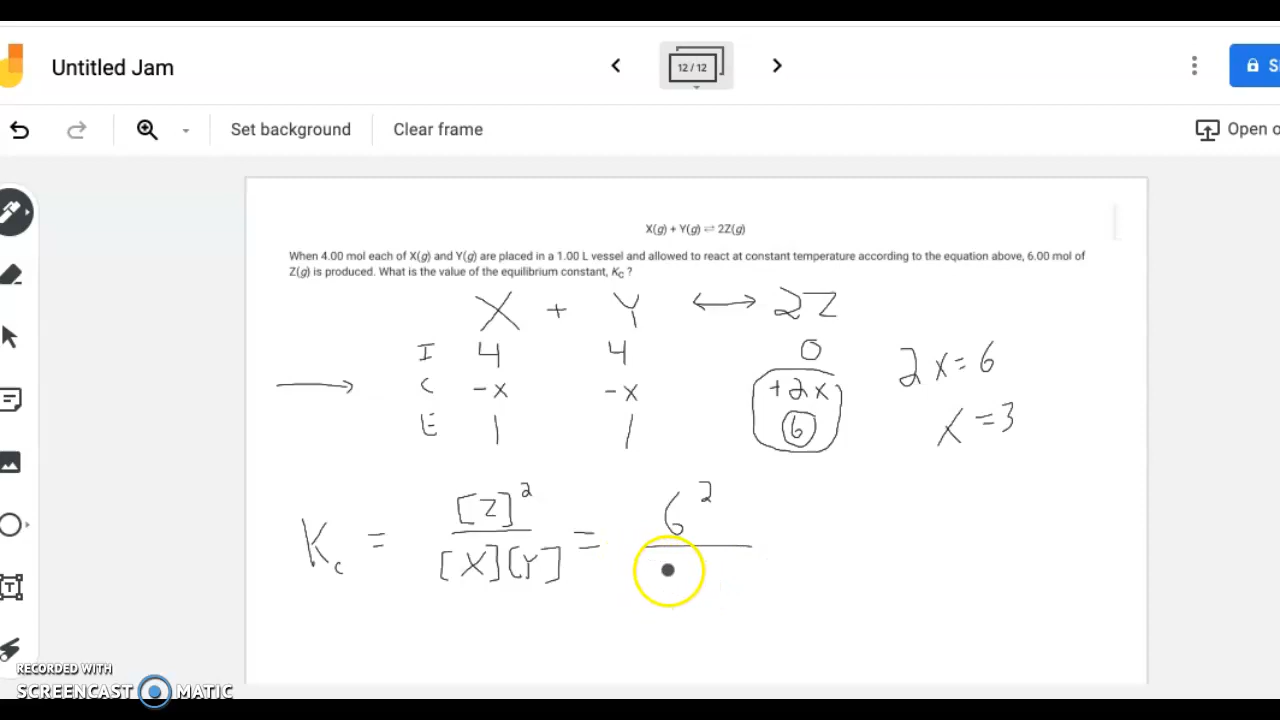 Untitled Jam
12 / 12
Set background
Clear frame
Open o
X(g) + Y(g) ⇌ 2Z(g)
When 4.00 mol each of X(g) and Y(g) are placed in a 1.00 L vessel and allowed to react at constant temperature according to the equation above, 6.00 mol of
Z(g) is produced. What is the value of the equilibrium constant, Kc ?
X + Y ⟷ 2Z
I 4 4 0
2x = 6
→ C -x -x +2x
E 1 1 6
x = 3
Kc = [Z]² / [X][Y] = 6²
S
T
RECORDED WITH
SCREENCAST MATIC